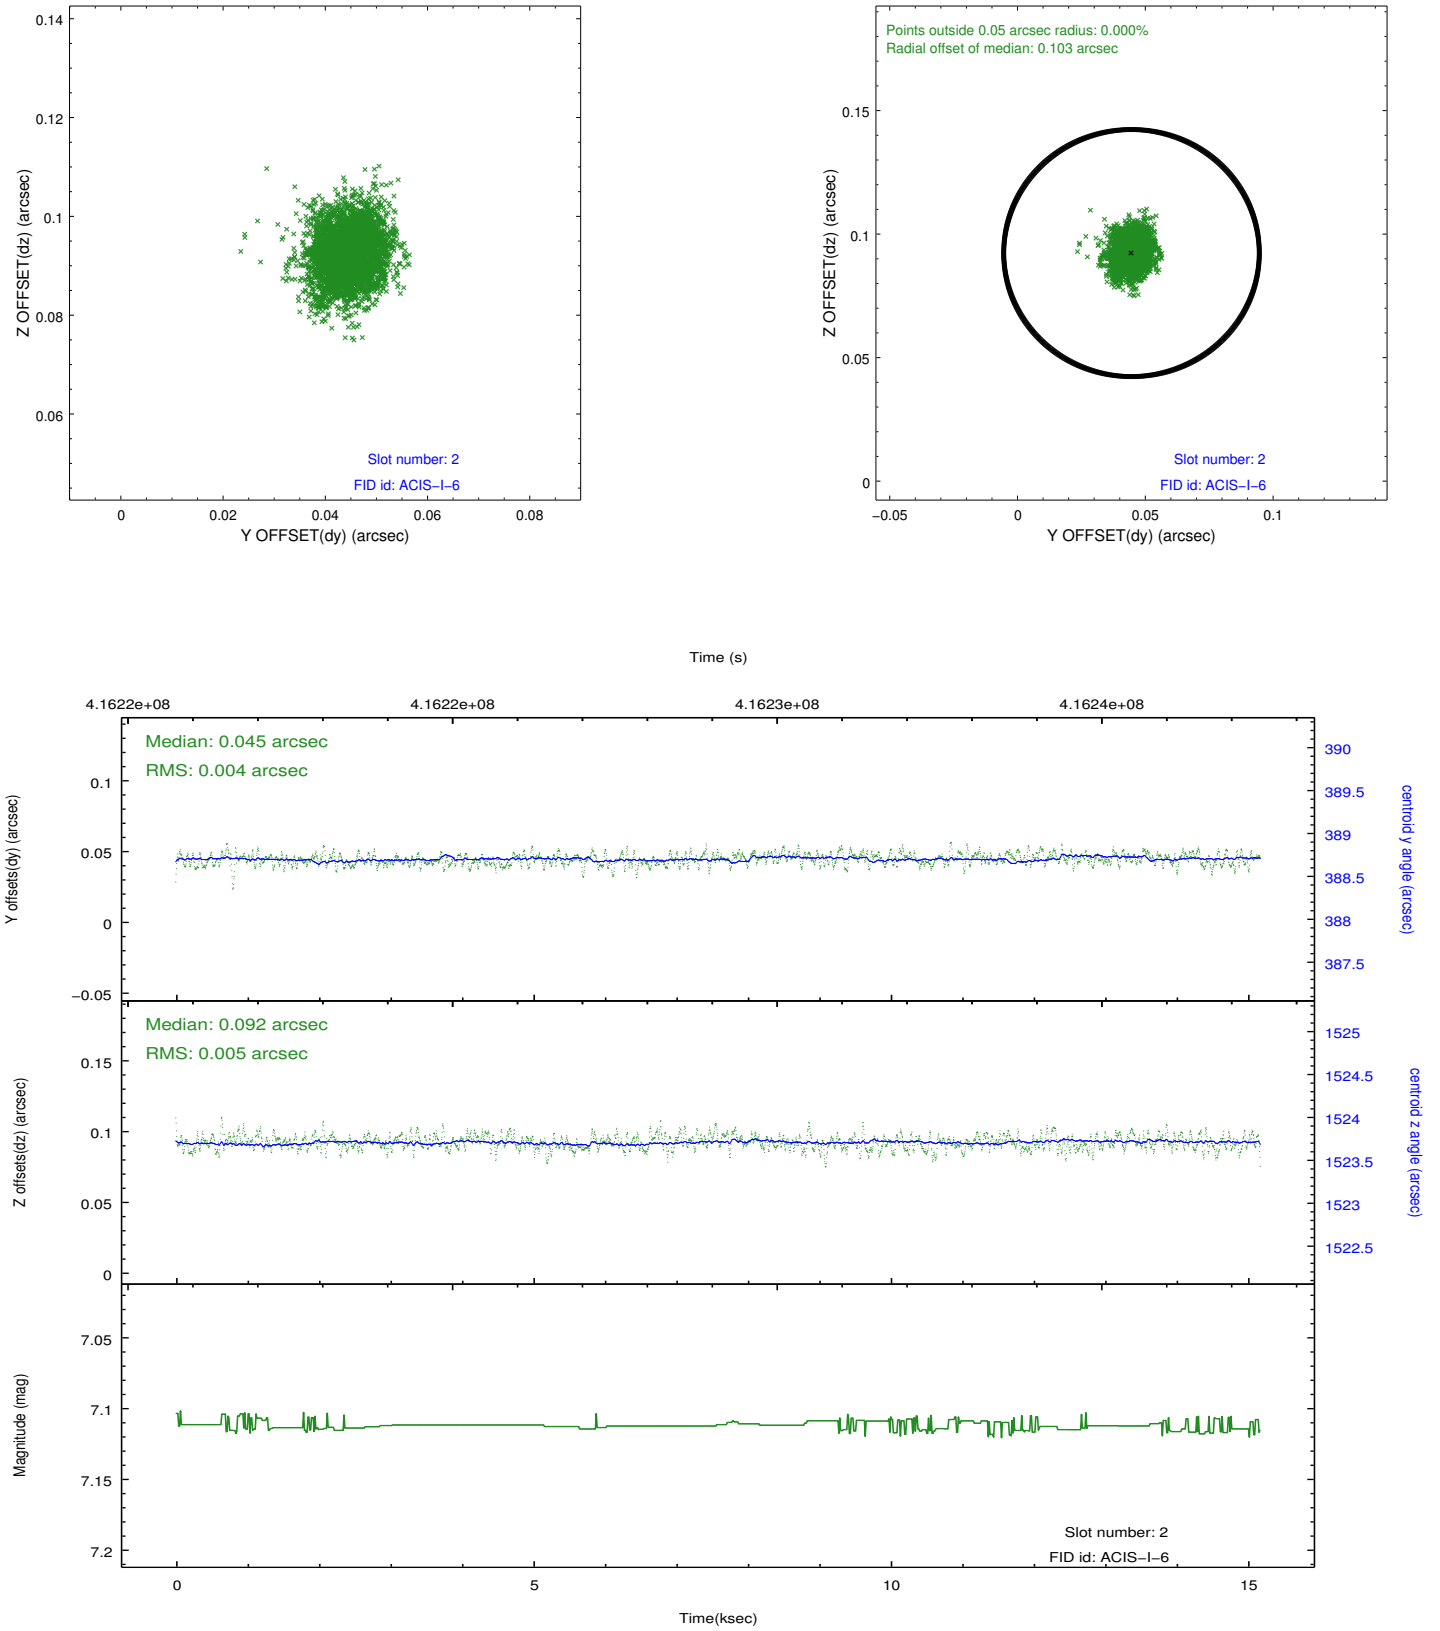 0.14
0.12
0.1
0.08
0.06
Z OFFSET(dz) (arcsec)
Slot number: 2
FID id: ACIS−I−6
0
0.02
0.04
0.06
0.08
Y OFFSET(dy) (arcsec)
Points outside 0.05 arcsec radius: 0.000%
Radial offset of median: 0.103 arcsec
0.15
0.1
0.05
0
Z OFFSET(dz) (arcsec)
Slot number: 2
FID id: ACIS−I−6
−0.05
0
0.05
0.1
Y OFFSET(dy) (arcsec)
Time (s)
4.1622e+08
4.1622e+08
4.1623e+08
4.1624e+08
Median: 0.045 arcsec
RMS: 0.004 arcsec
0.1
0.05
0
−0.05
Y offsets(dy) (arcsec)
390
389.5
389
388.5
388
387.5
centroid y angle (arcsec)
Median: 0.092 arcsec
RMS: 0.005 arcsec
0.15
0.1
0.05
0
Z offsets(dz) (arcsec)
1525
1524.5
1524
1523.5
1523
1522.5
centroid z angle (arcsec)
7.05
7.1
7.15
7.2
Magnitude (mag)
Slot number: 2
FID id: ACIS−I−6
0
5
10
15
Time(ksec)